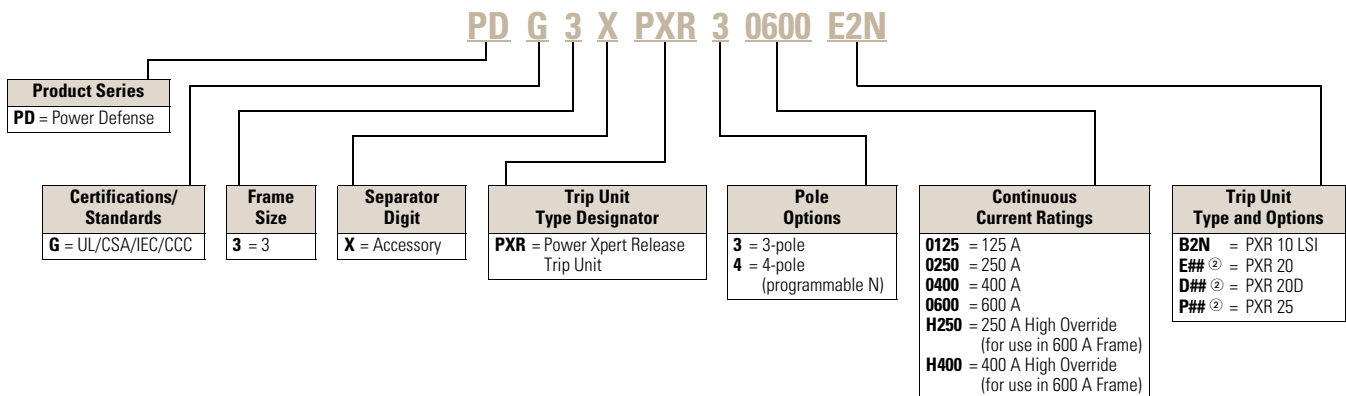 PD G 3 X PXR 3 0600 E2N
Product Series
PD = Power Defense
Certifications/
Standards
G = UL/CSA/IEC/CCC
Frame
Size
3 = 3
Separator
Digit
X = Accessory
Trip Unit
Type Designator
PXR = Power Xpert Release
Trip Unit
Pole
Options
3 = 3-pole
4 = 4-pole
(programmable N)
Continuous
Current Ratings
0125 = 125 A
0250 = 250 A
0400 = 400 A
0600 = 600 A
H250 = 250 A High Override
(for use in 600 A Frame)
H400 = 400 A High Override
(for use in 600 A Frame)
Trip Unit
Type and Options
B2N = PXR 10 LSI
E## ② = PXR 20
D## ② = PXR 20D
P## ② = PXR 25